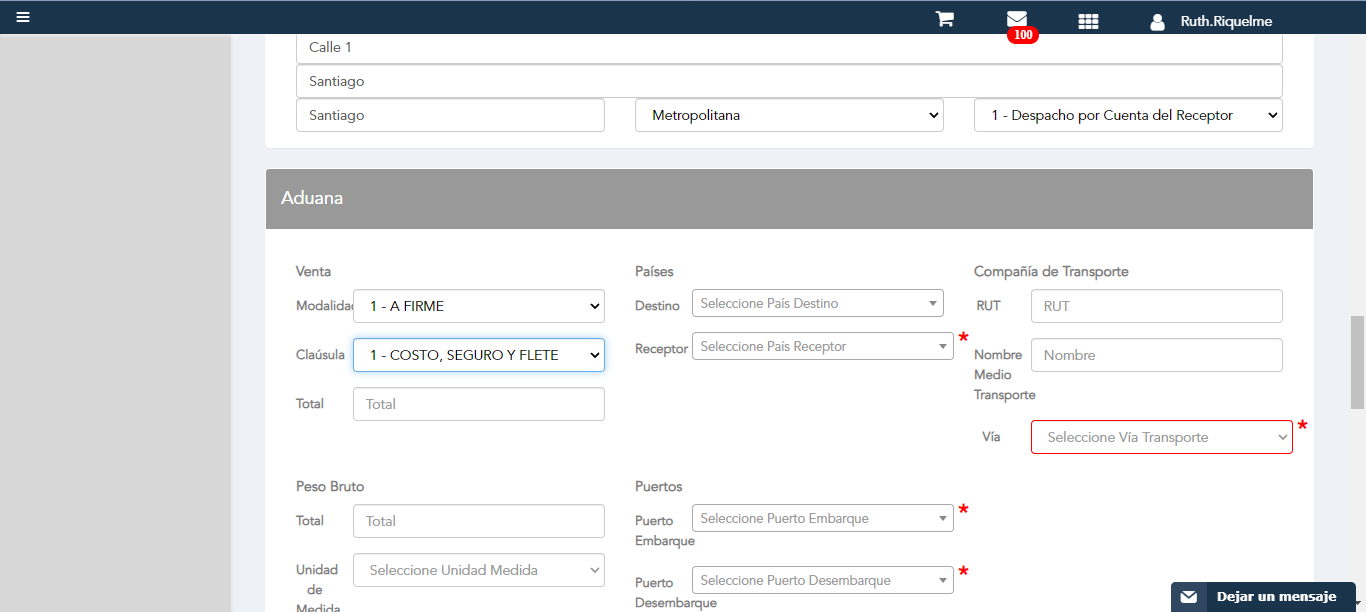 Ruth.Riquelme
100
Calle 1
Santiago
Santiago Metropolitana 1 - Despacho por Cuenta del Receptor
Aduana
Venta Países Compañía de Transporte
Modalidad 1 - A FIRME Destino Seleccione País Destino RUT RUT
Claúsula 1 - COSTO, SEGURO Y FLETE Receptor Seleccione País Receptor * Nombre Medio Transporte Nombre
Total Total
Vía Seleccione Vía Transporte *
Peso Bruto Puertos
Total Total Puerto Embarque Seleccione Puerto Embarque *
Unidad de Medida Seleccione Unidad Medida Puerto Desembarque Seleccione Puerto Desembarque *
Dejar un mensaje